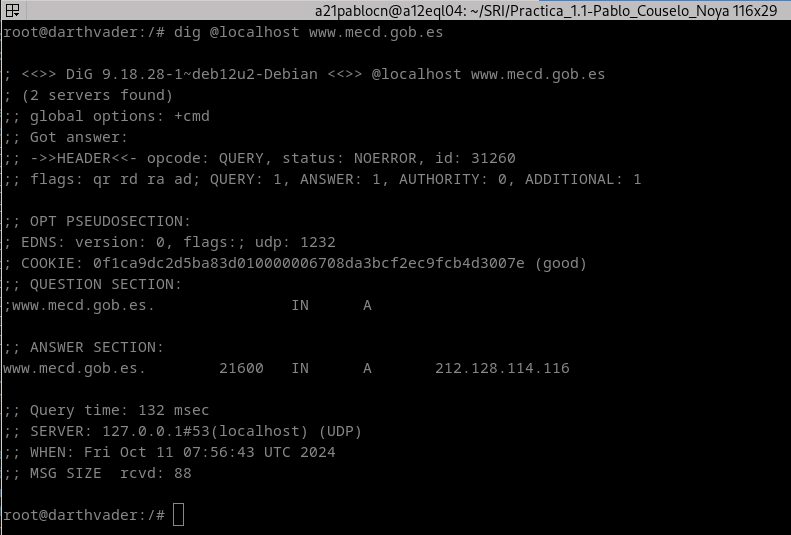 a21pablocn@a12eql04: ~/SRI/Practica_1.1-Pablo_Couselo_Noya 116x29
root@darthvader:/# dig @localhost www.mecd.gob.es

; <<>> DiG 9.18.28-1~deb12u2-Debian <<>> @localhost www.mecd.gob.es
; (2 servers found)
;; global options: +cmd
;; Got answer:
;; ->>HEADER<<- opcode: QUERY, status: NOERROR, id: 31260
;; flags: qr rd ra ad; QUERY: 1, ANSWER: 1, AUTHORITY: 0, ADDITIONAL: 1

;; OPT PSEUDOSECTION:
; EDNS: version: 0, flags:; udp: 1232
; COOKIE: 0f1ca9dc2d5ba83d010000006708da3bcf2ec9fcb4d3007e (good)
;; QUESTION SECTION:
;www.mecd.gob.es.		IN	A

;; ANSWER SECTION:
www.mecd.gob.es.	21600	IN	A	212.128.114.116

;; Query time: 132 msec
;; SERVER: 127.0.0.1#53(localhost) (UDP)
;; WHEN: Fri Oct 11 07:56:43 UTC 2024
;; MSG SIZE  rcvd: 88

root@darthvader:/#